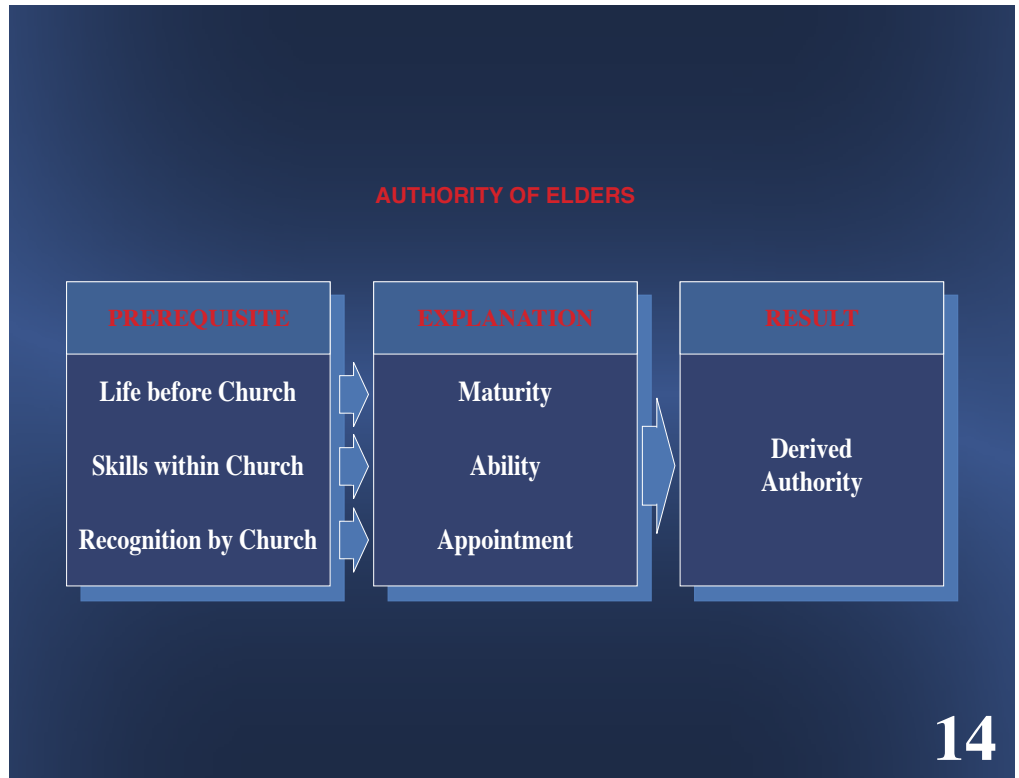 AUTHORITY OF ELDERS
PREREQUISITE
Life before Church
Skills within Church
Recognition by Church
EXPLANATION
Maturity
Ability
Appointment
RESULT
Derived
Authority
14